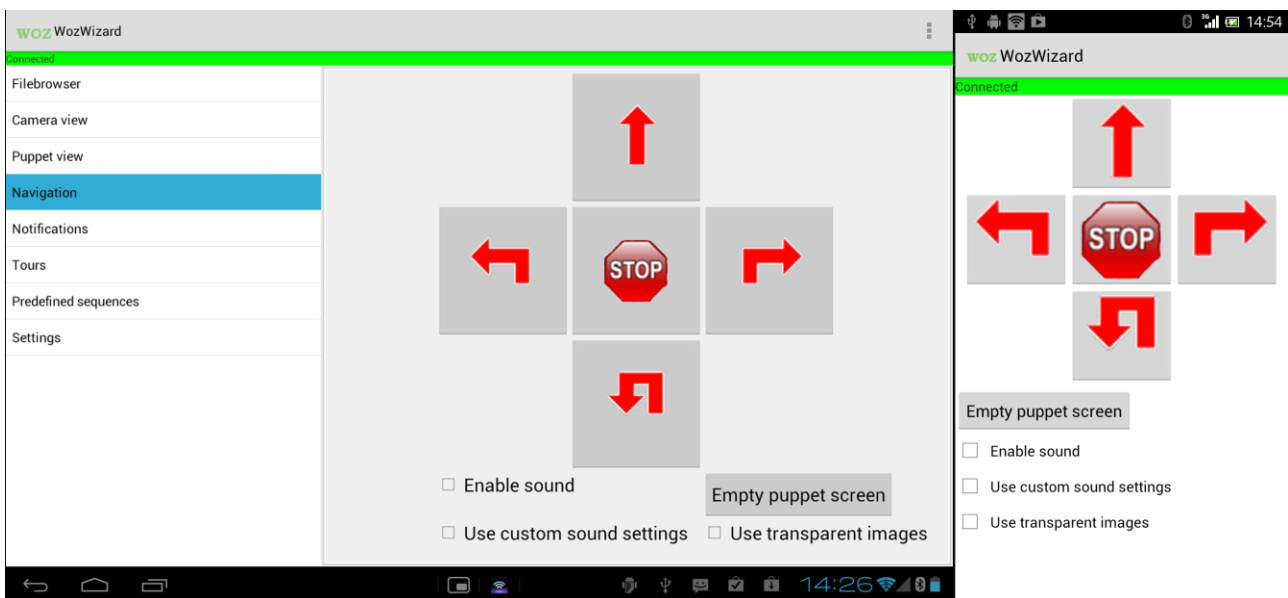 woz WozWizard
Connected
Filebrowser
Camera view
Puppet view
Navigation
Notifications
Tours
Predefined sequences
Settings
STOP
Enable sound
Empty puppet screen
Use custom sound settings
Use transparent images
14:26
3G 14:54
woz WozWizard
Connected
STOP
Empty puppet screen
Enable sound
Use custom sound settings
Use transparent images